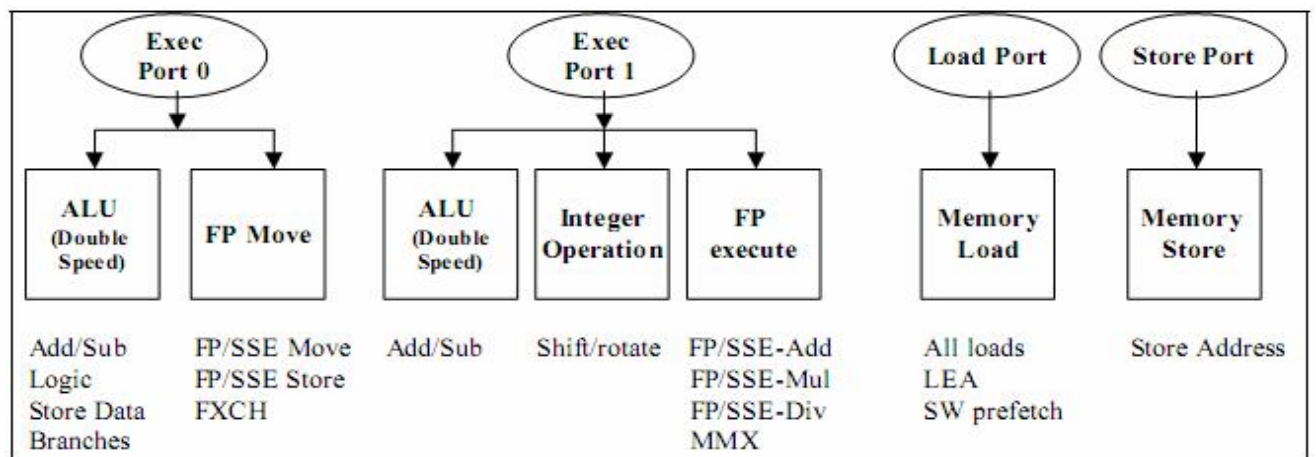 Exec
Port 0
Exec
Port 1
Load Port
Store Port
ALU
(Double
Speed)
FP Move
ALU
(Double
Speed)
Integer
Operation
FP
execute
Memory
Load
Memory
Store
Add/Sub
Logic
Store Data
Branches
FP/SSE Move
FP/SSE Store
FXCH
Add/Sub
Shift/rotate
FP/SSE-Add
FP/SSE-Mul
FP/SSE-Div
MMX
All loads
LEA
SW prefetch
Store Address